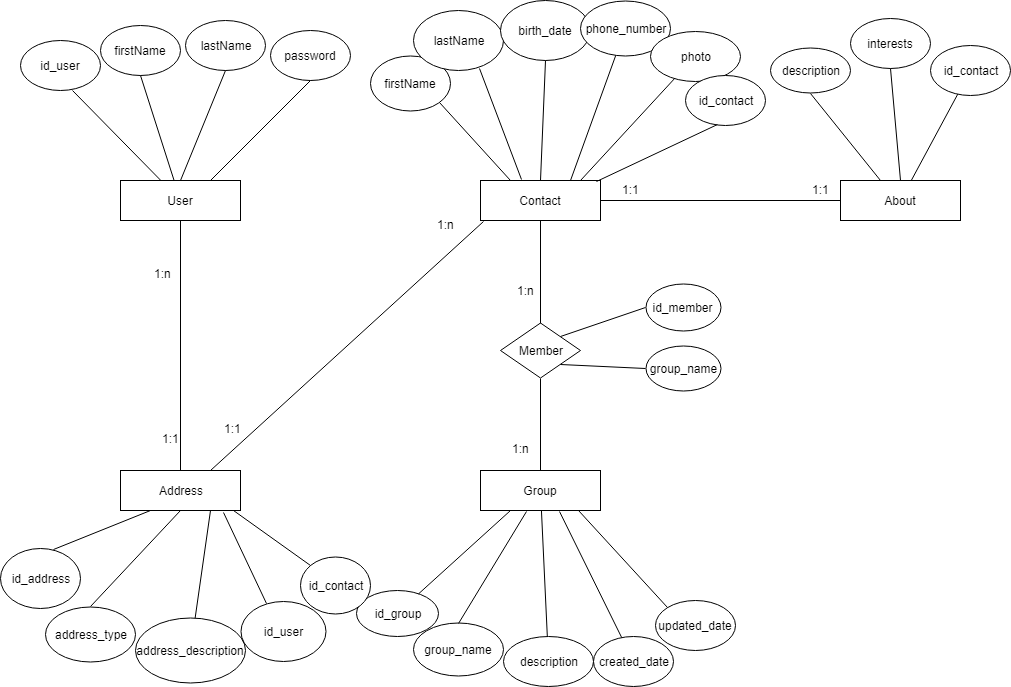 id_user
firstName
lastName
password
firstName
lastName
birth_date
phone_number
photo
id_contact
description
interests
id_contact
User
Contact
About
1:1
1:1
1:n
1:n
1:n
id_member
Member
group_name
1:1
1:1
1:n
Address
Group
id_address
address_type
address_description
id_user
id_contact
id_group
group_name
description
created_date
updated_date